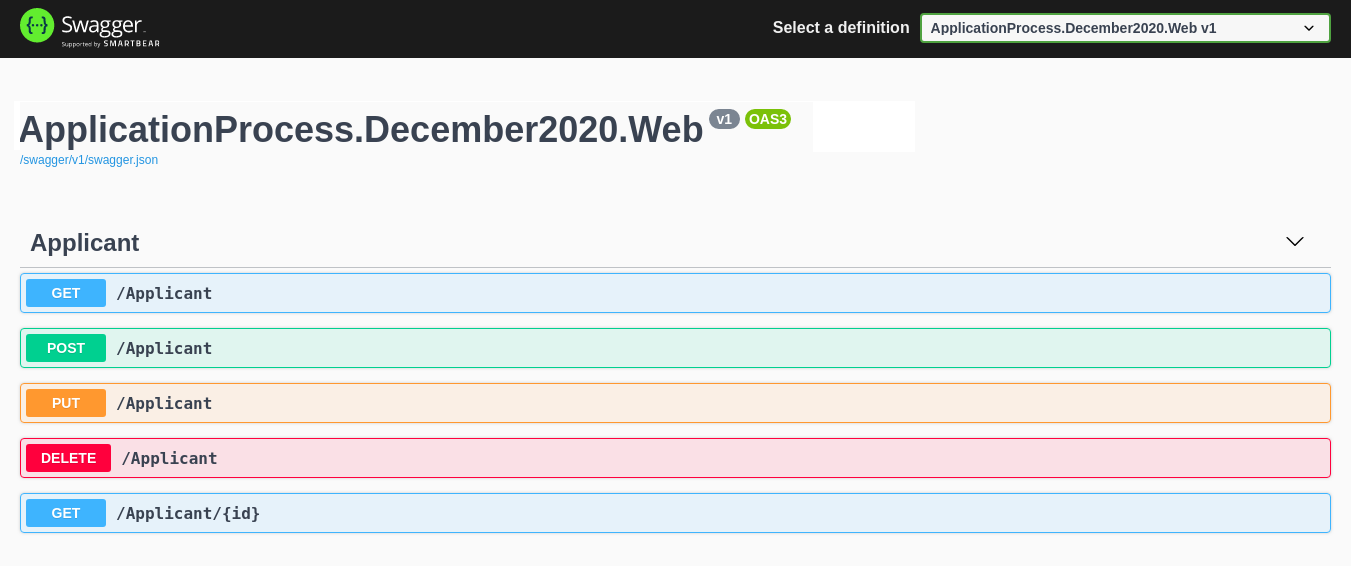 Swagger
Supported by SMARTBEAR
Select a definition
ApplicationProcess.December2020.Web v1
ApplicationProcess.December2020.Web v1 OAS3
/swagger/v1/swagger.json
Applicant
GET /Applicant
POST /Applicant
PUT /Applicant
DELETE /Applicant
GET /Applicant/{id}